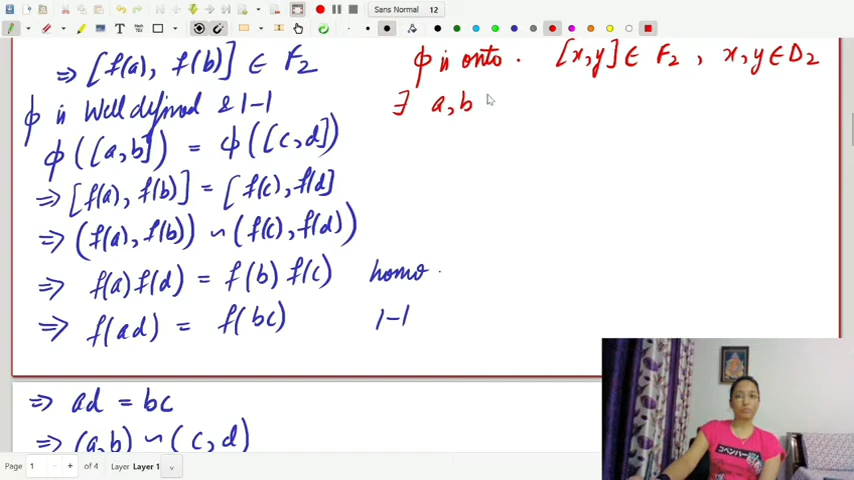 Sans Normal 12
⇒ [f(a), f(b)] ∈ F₂
ϕ is Well defined & 1-1
ϕ([a,b]) = ϕ([c,d])
⇒ [f(a), f(b)] = [f(c), f(d)]
⇒ (f(a), f(b)) ~ (f(c), f(d))
⇒ f(a) f(d) = f(b) f(c) homo.
⇒ f(ad) = f(bc) 1-1
⇒ ad = bc
⇒ (a,b) ~ (c,d)
ϕ is onto. [x,y] ∈ F₂, x,y ∈ D₂
∃ a,b
Page 1 of 4 Layer Layer 1